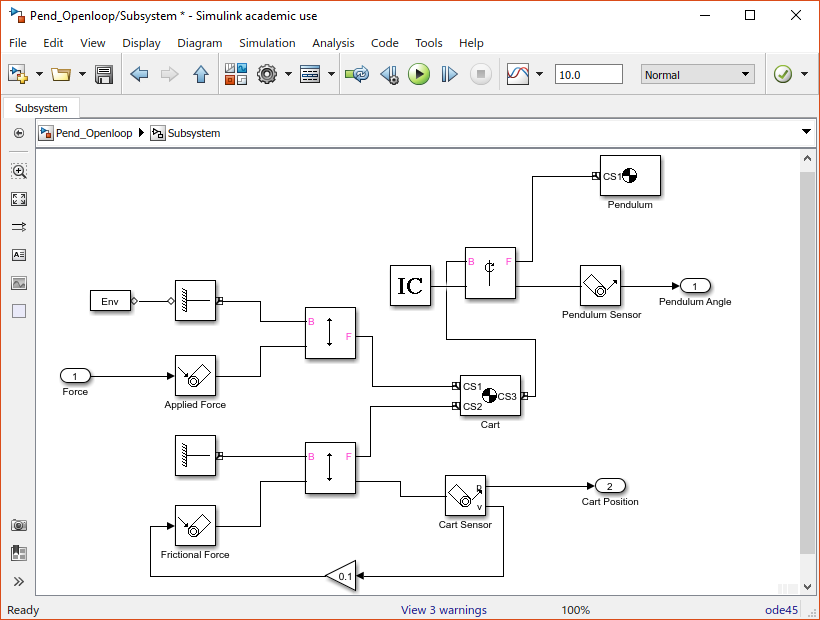 Pend_Openloop/Subsystem * - Simulink academic use
File Edit View Display Diagram Simulation Analysis Code Tools Help
10.0 Normal
Subsystem
Pend_Openloop Subsystem
CS1
Pendulum
B F
IC
1
Pendulum Sensor
Pendulum Angle
Env
B
F
1
Force
Applied Force
CS1
CS3
CS2
Cart
B F
p
v
2
Cart Sensor
Cart Position
Frictional Force
0.1
Ready View 3 warnings 100% ode45